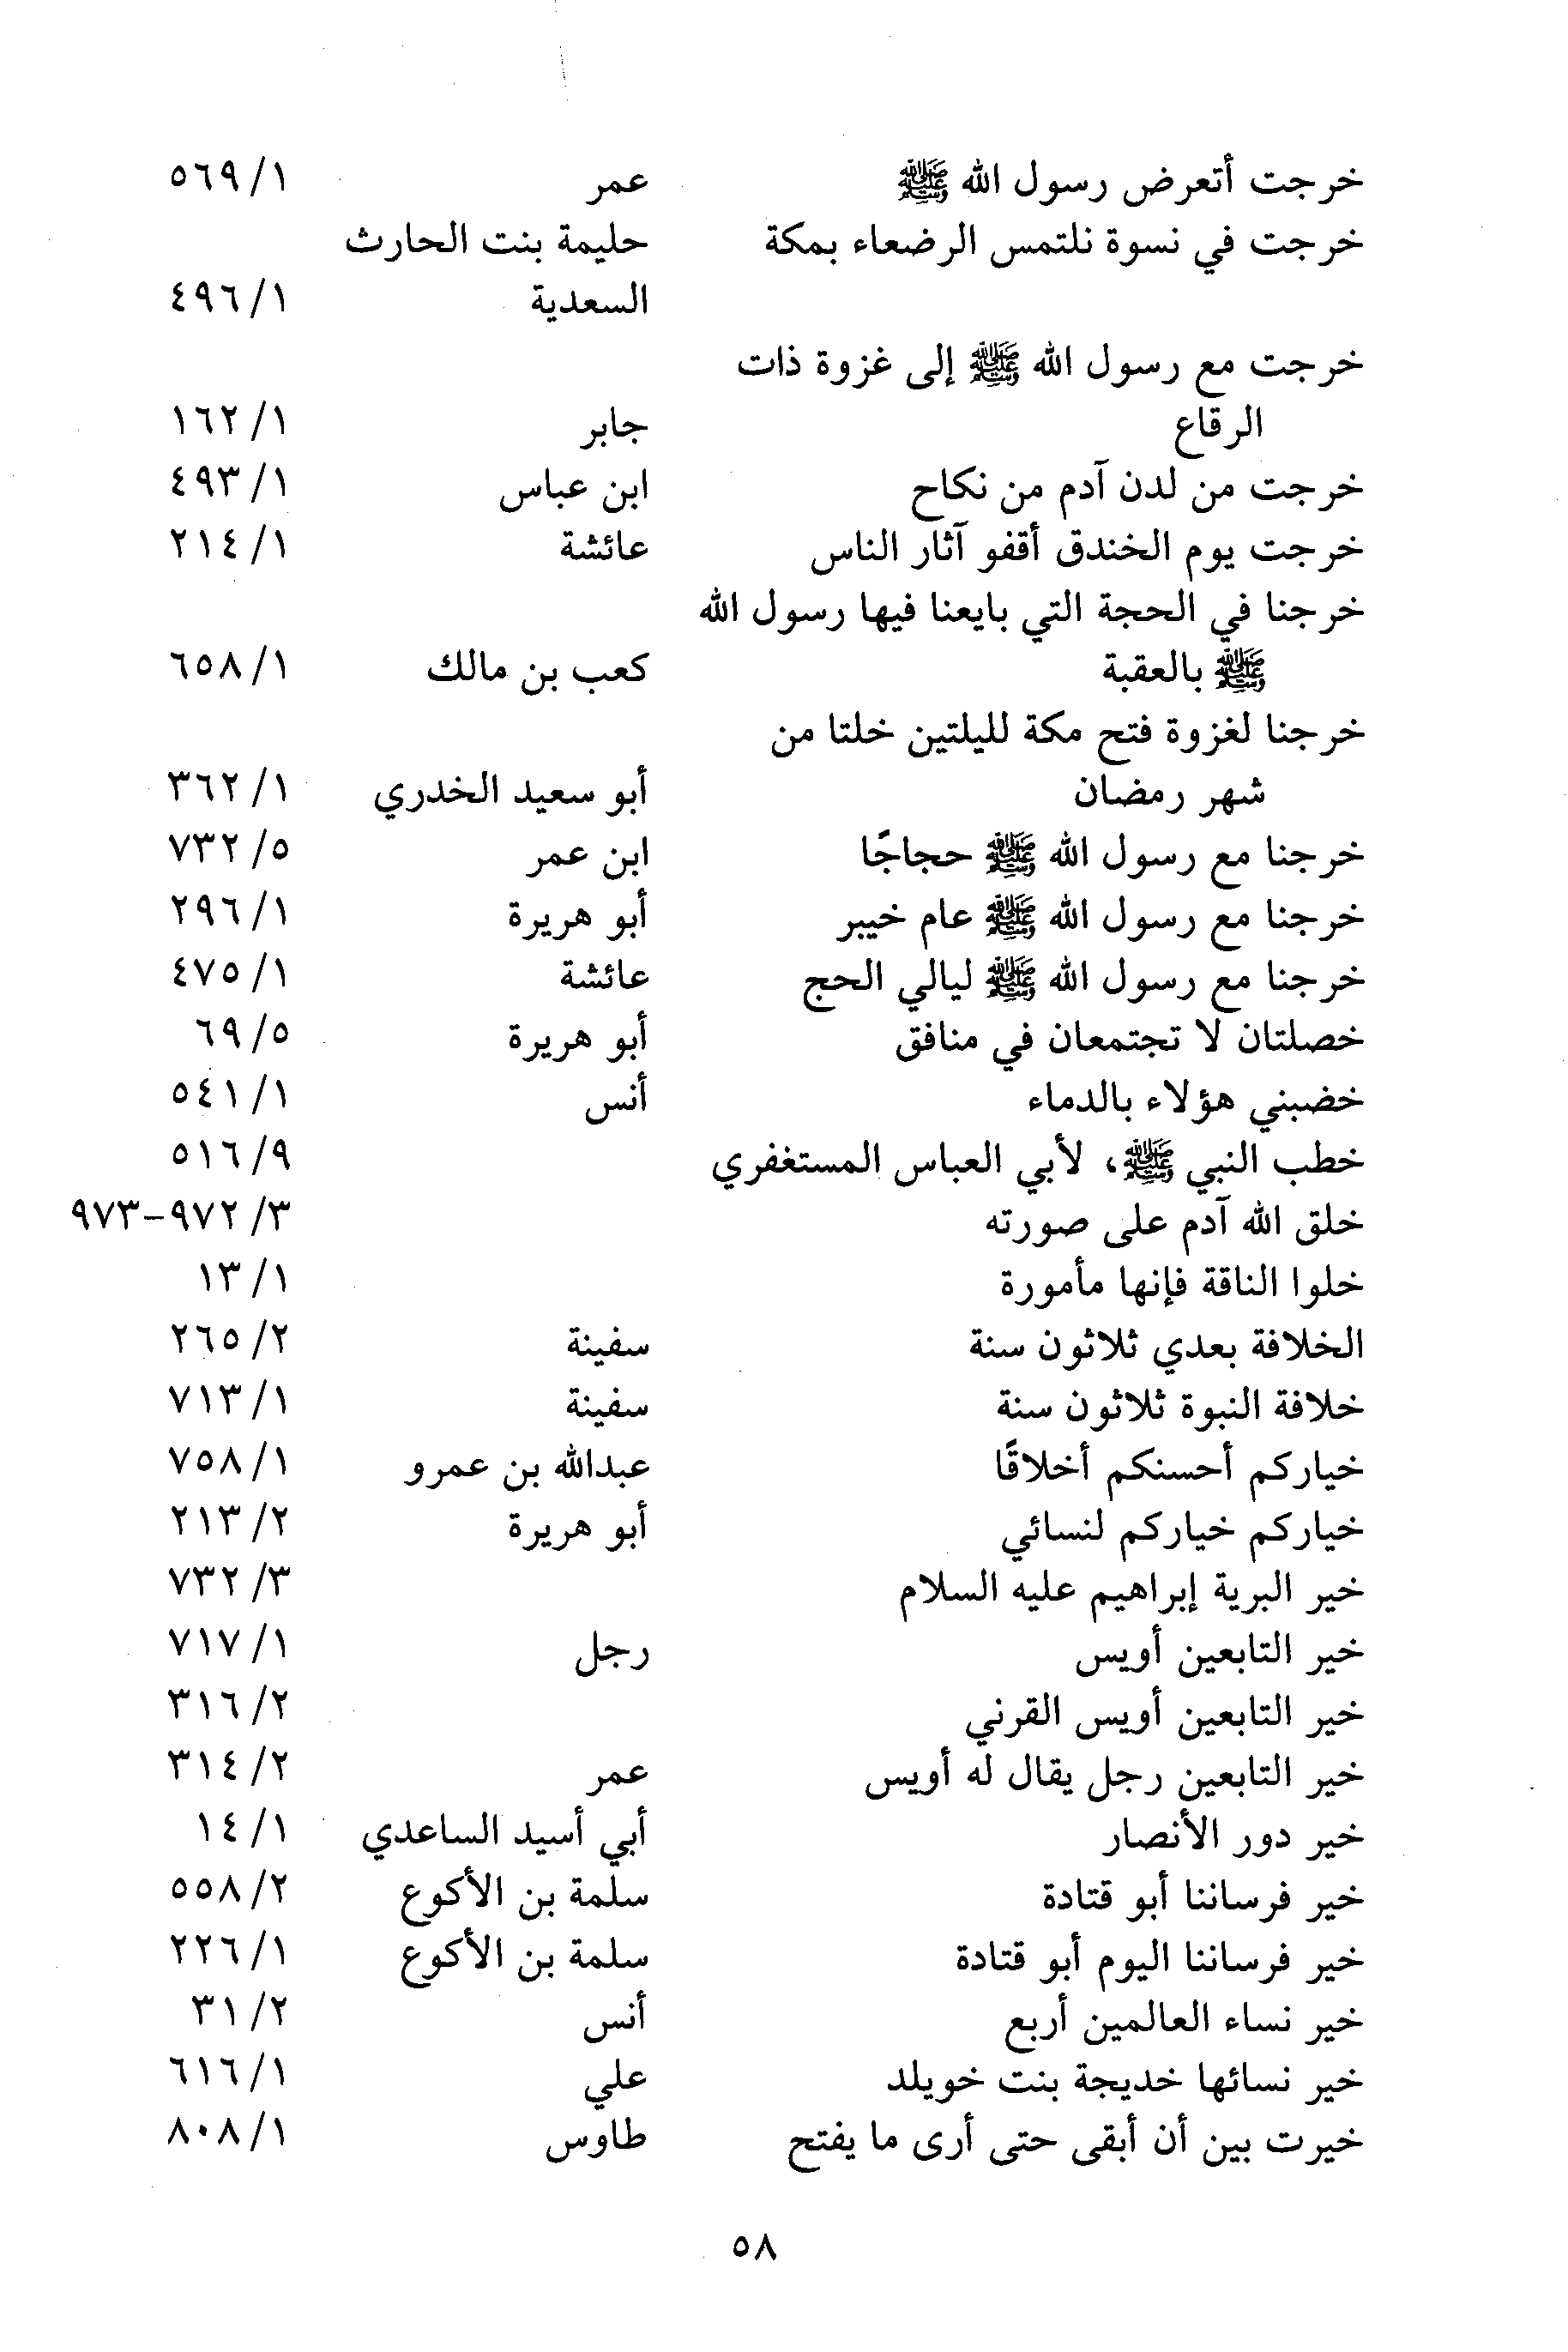 خرجت أتعرض رسول الله ﷺ عمر ١/ ٥٦٩
خرجت في نسوة نلتمس الرضعاء بمكة حليمة بنت الحارث
السعدية ١/ ٤٩٦
خرجت مع رسول الله ﷺ إلى غزوة ذات
الرقاع جابر ١/ ١٦٢
خرجت من لدن آدم من نكاح ابن عباس ١/ ٤٩٣
خرجت يوم الخندق أقفو آثار الناس عائشة ١/ ٢١٤
خرجنا في الحجة التي بايعنا فيها رسول الله
ﷺ بالعقبة كعب بن مالك ١/ ٦٥٨
خرجنا لغزوة فتح مكة لليلتين خلتا من
شهر رمضان أبو سعيد الخدري ١/ ٣٦٢
خرجنا مع رسول الله ﷺ حجاجًا ابن عمر ٥/ ٧٣٢
خرجنا مع رسول الله ﷺ عام خيبر أبو هريرة ١/ ٢٩٦
خرجنا مع رسول الله ﷺ ليالي الحج عائشة ١/ ٤٧٥
خصلتان لا تجتمعان في منافق أبو هريرة ٥/ ٦٩
خضبني هؤلاء بالدماء أنس ١/ ٥٤١
خطب النبي ﷺ، لأبي العباس المستغفري ٩/ ٥١٦
خلق الله آدم على صورته ٣/ ٩٧٢-٩٧٣
خلوا الناقة فإنها مأمورة ١/ ١٣
الخلافة بعدي ثلاثون سنة سفينة ٢/ ٢٦٥
خلافة النبوة ثلاثون سنة سفينة ١/ ٧١٣
خياركم أحسنكم أخلاقًا عبدالله بن عمرو ١/ ٧٥٨
خياركم خياركم لنسائي أبو هريرة ٢/ ٢١٣
خير البرية إبراهيم عليه السلام ٣/ ٧٣٢
خير التابعين أويس رجل ١/ ٧١٧
خير التابعين أويس القرني ٢/ ٣١٦
خير التابعين رجل يقال له أويس عمر ٢/ ٣١٤
خير دور الأنصار أبي أسيد الساعدي ١/ ١٤
خير فرساننا أبو قتادة سلمة بن الأكوع ٢/ ٥٥٨
خير فرساننا اليوم أبو قتادة سلمة بن الأكوع ١/ ٢٢٦
خير نساء العالمين أربع أنس ٢/ ٣١
خير نسائها خديجة بنت خويلد علي ١/ ٦١٦
خيرت بين أن أبقى حتى أرى ما يفتح طاوس ١/ ٨٠٨
٥٨